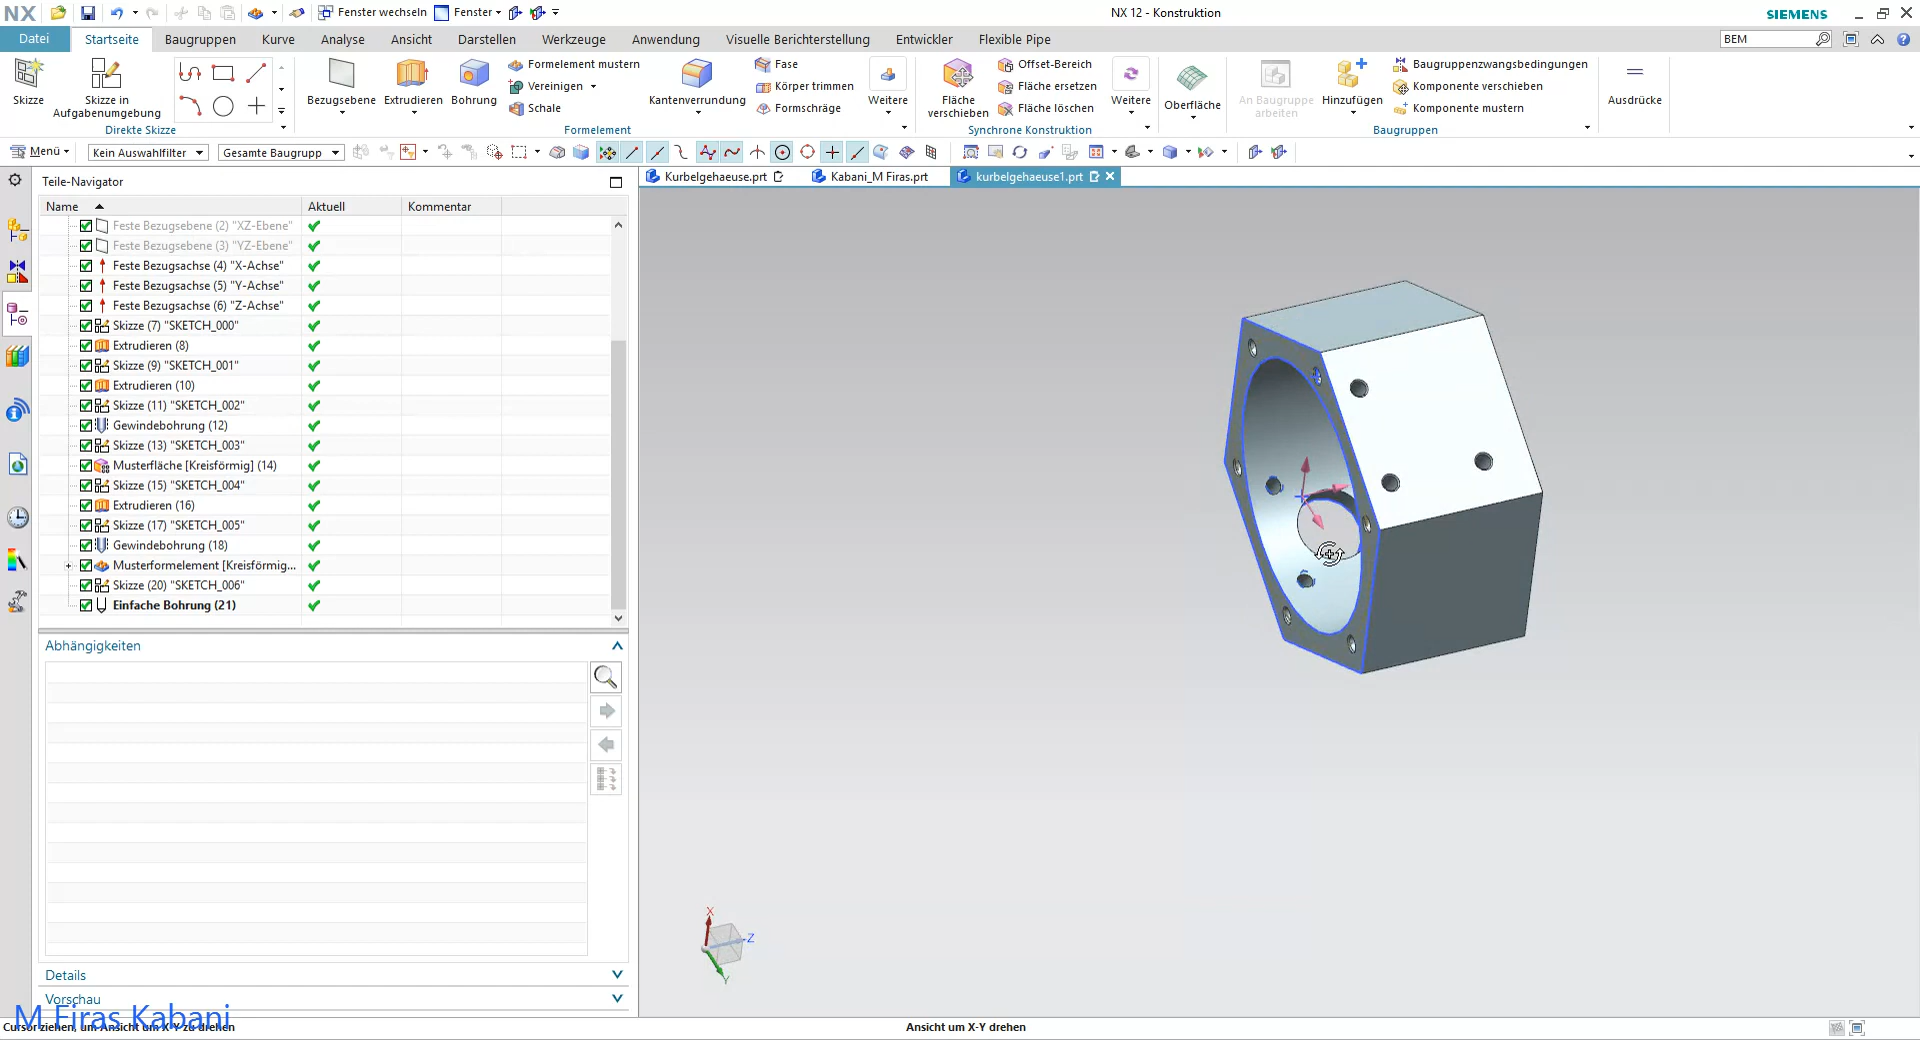 NX
Fenster wechseln
Fenster
NX 12 - Konstruktion
SIEMENS
Datei
Startseite
Baugruppen
Kurve
Analyse
Ansicht
Darstellen
Werkzeuge
Anwendung
Visuelle Berichterstellung
Entwickler
Flexible Pipe
BEM
Skizze
Skizze in Aufgabenumgebung
Direkte Skizze
Bezugsebene
Extrudieren
Bohrung
Formelement mustern
Vereinigen
Schale
Kantenverrundung
Fase
Körper trimmen
Formschräge
Weitere
Formelement
Fläche verschieben
Offset-Bereich
Fläche ersetzen
Fläche löschen
Weitere
Synchrone Konstruktion
Oberfläche
An Baugruppe arbeiten
Hinzufügen
Baugruppenzwangsbedingungen
Komponente verschieben
Komponente mustern
Baugruppen
Ausdrücke
Menü
Kein Auswahlfilter
Gesamte Baugrupp
Teile-Navigator
Kurbelgehaeuse.prt
Kabani_M Firas.prt
kurbelgehaeuse1.prt
Name
Aktuell
Kommentar
Feste Bezugsebene (2) "XZ-Ebene"
Feste Bezugsebene (3) "YZ-Ebene"
Feste Bezugsachse (4) "X-Achse"
Feste Bezugsachse (5) "Y-Achse"
Feste Bezugsachse (6) "Z-Achse"
Skizze (7) "SKETCH_000"
Extrudieren (8)
Skizze (9) "SKETCH_001"
Extrudieren (10)
Skizze (11) "SKETCH_002"
Gewindebohrung (12)
Skizze (13) "SKETCH_003"
Musterfläche [Kreisförmig] (14)
Skizze (15) "SKETCH_004"
Extrudieren (16)
Skizze (17) "SKETCH_005"
Gewindebohrung (18)
Musterformelement [Kreisförmig...
Skizze (20) "SKETCH_006"
Einfache Bohrung (21)
Abhängigkeiten
X
Z
Y
Details
Vorschau
M Firas Kabani
Cursor ziehen, um Ansicht um X-Y zu drehen
Ansicht um X-Y drehen